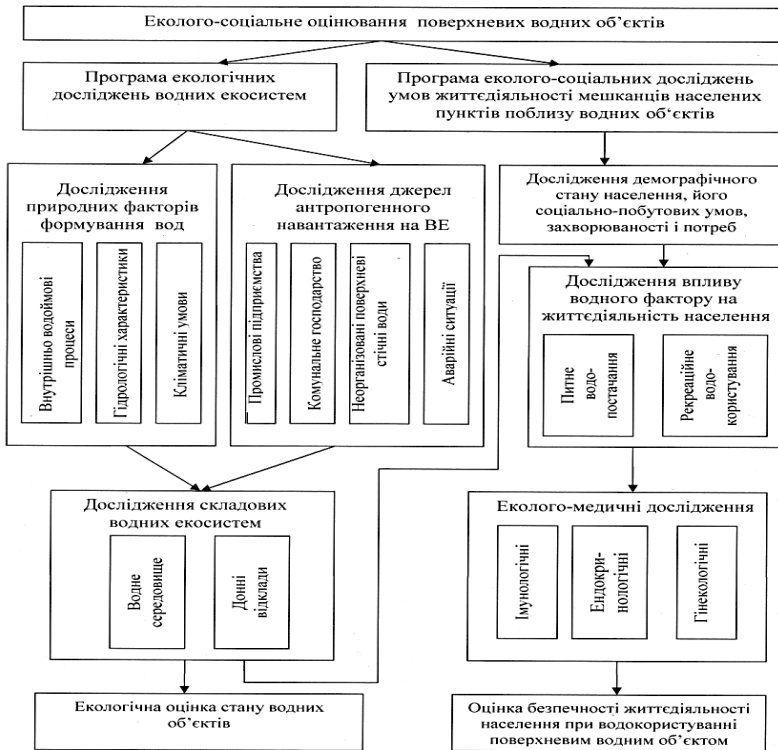 Еколого-соціальне оцінювання поверхневих водних об’єктів
Програма екологічних
досліджень водних екосистем
Програма еколого-соціальних досліджень
умов життєдіяльності мешканців населених
пунктів поблизу водних об‘єктів
Дослідження
природних факторів
формування вод
Внутрішньо водоймові
процеси
Гідрологічні характеристики
Кліматичні умови
Дослідження джерел
антропогенного
навантаження на ВЕ
Промислові підприємства
Комунальне господарство
Неорганізовані поверхневі
стічні води
Аварійні ситуації
Дослідження демографічного
стану населення, його
соціально-побутових умов,
захворюваності і потреб
Дослідження впливу
водного фактору на
життєдіяльність населення
Питне
водо-
постачання
Рекреаційне
водо-
користування
Дослідження складових
водних екосистем
Водне
середовище
Донні
відклади
Еколого-медичні дослідження
Імунологічні
Ендокри-
нологічні
Гінекологічні
Екологічна оцінка стану водних
об’єктів
Оцінка безпечності життєдіяльності
населення при водокористуванні
поверхневим водним об’єктом